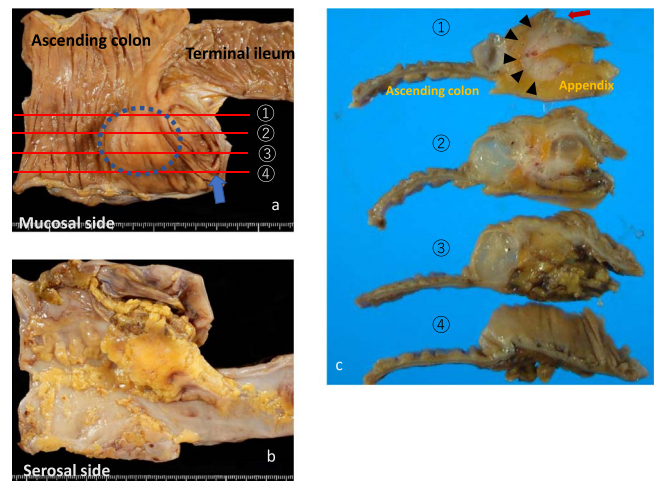 Ascending colon
Terminal ileum
①
②
③
④
a
Mucosal side
b
Serosal side
①
Ascending colon
Appendix
②
③
④
c